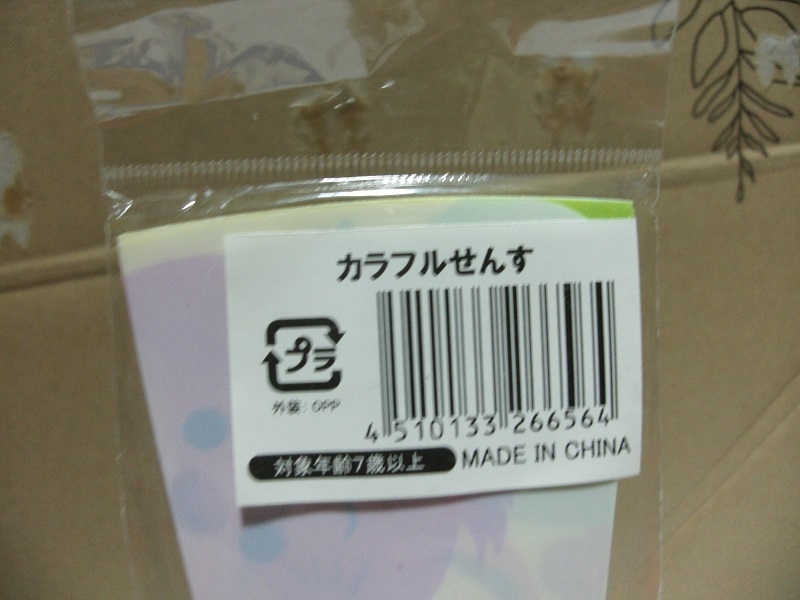 カラフルせんす
プラ
外装: OPP
4 510133 266564
対象年齢7歳以上 MADE IN CHINA